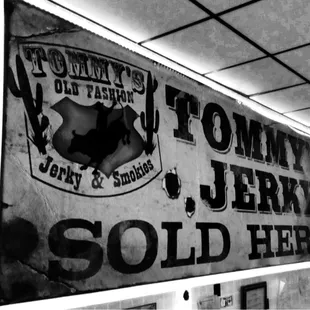 TOMMY'S
OLD FASHION
Jerky & Smokies
TOMMY'
JERKY
SOLD HER